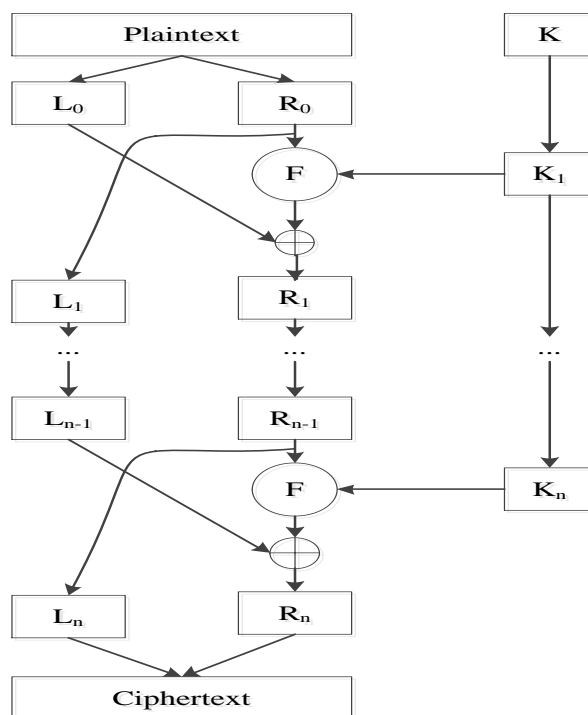 Plaintext K
L₀ R₀
F K₁
L₁ R₁
... ... ...
Lₙ₋₁ Rₙ₋₁
F Kₙ
Lₙ Rₙ
Ciphertext